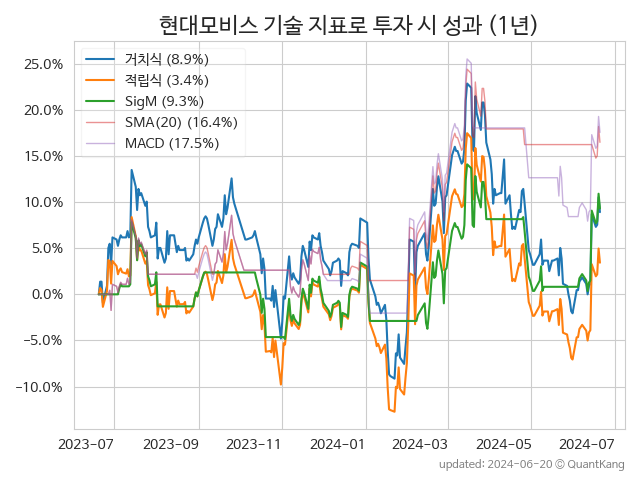 현대모비스 기술 지표로 투자 시 성과 (1년)
거치식 (8.9%)
적립식 (3.4%)
SigM (9.3%)
SMA(20) (16.4%)
MACD (17.5%)
25.0%
20.0%
15.0%
10.0%
5.0%
0.0%
−5.0%
−10.0%
2023-07 2023-09 2023-11 2024-01 2024-03 2024-05 2024-07
updated: 2024-06-20 @ QuantKang